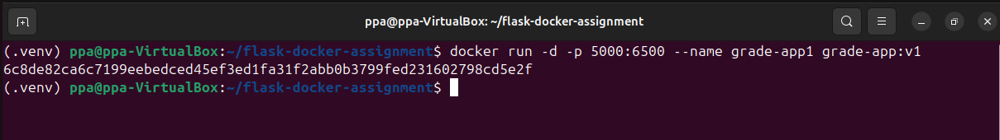 ppa@ppa-VirtualBox: ~/flask-docker-assignment
(.venv) ppa@ppa-VirtualBox:~/flask-docker-assignment$ docker run -d -p 5000:6500 --name grade-app1 grade-app:v1
6c8de82ca6c7199eebedced45ef3ed1fa31f2abb0b3799fed231602798cd5e2f
(.venv) ppa@ppa-VirtualBox:~/flask-docker-assignment$